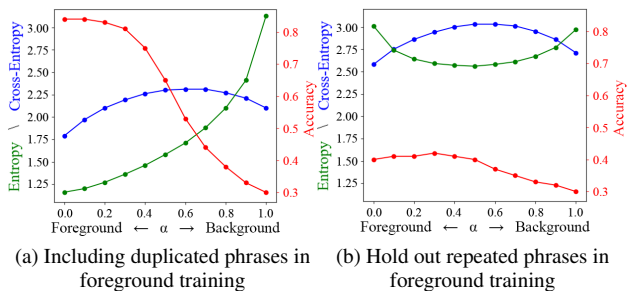 Entropy \ Cross-Entropy
3.00
2.75
2.50
2.25
2.00
1.75
1.50
1.25
0.8
0.7
0.6
0.5
0.4
0.3
Accuracy
0.0 0.2 0.4 0.6 0.8 1.0
Foreground ← α → Background
(a) Including duplicated phrases in
foreground training
Entropy \ Cross-Entropy
3.00
2.75
2.50
2.25
2.00
1.75
1.50
1.25
0.8
0.7
0.6
0.5
0.4
0.3
Accuracy
0.0 0.2 0.4 0.6 0.8 1.0
Foreground ← α → Background
(b) Hold out repeated phrases in
foreground training